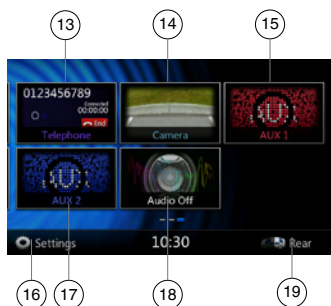 13 14 15
0123456789
Connected
00:00:00
End
Telephone Camera AUX 1
AUX 2 Audio Off
Settings 10:30 Rear
16 17 18 19